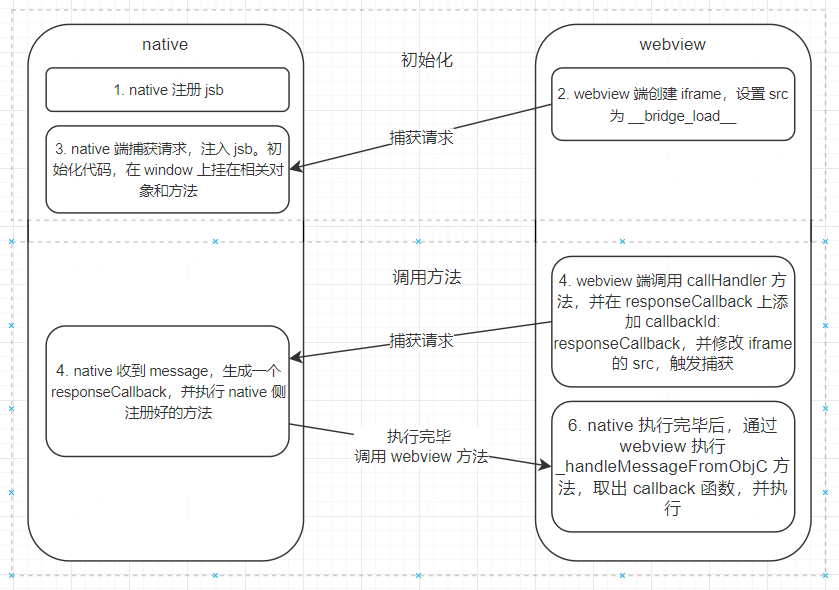 native
1. native 注册 jsb
3. native 端捕获请求，注入 jsb。初
始化代码，在 window 上挂在相关对
象和方法
初始化
捕获请求
webview
2. webview 端创建 iframe，设置 src
为 __bridge_load__
调用方法
4. webview 端调用 callHandler 方
法，并在 responseCallback 上添
加 callbackId:
responseCallback，并修改 iframe
的 src，触发捕获
捕获请求
4. native 收到 message，生成一个
responseCallback，并执行 native 侧
注册好的方法
执行完毕
调用 webview 方法
6. native 执行完毕后，通过
webview 执行
_handleMessageFromObjC 方
法，取出 callback 函数，并执
行